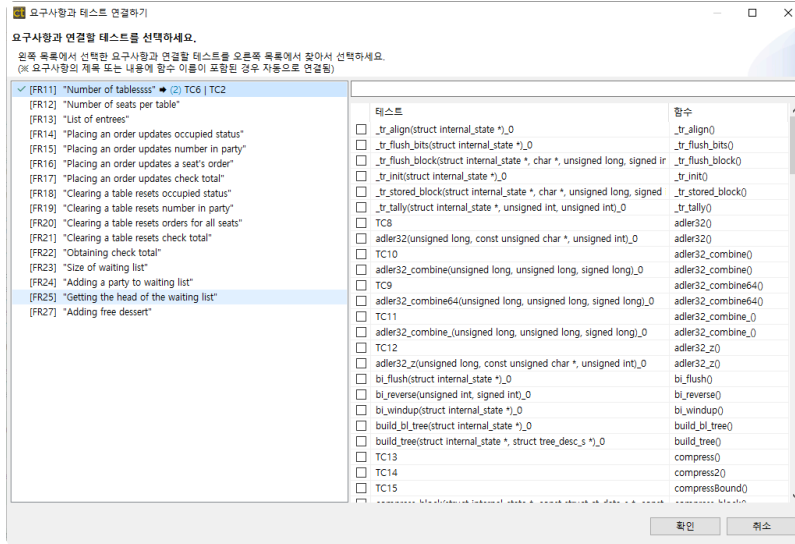 ct 요구사항과 테스트 연결하기
요구사항과 연결할 테스트를 선택하세요.
왼쪽 목록에서 선택한 요구사항과 연결할 테스트를 오른쪽 목록에서 찾아서 선택하세요.
(※ 요구사항의 제목 또는 내용에 함수 이름이 포함된 경우 자동으로 연결됨)
✓ [FR11] "Number of tablessss" ➡ (2) TC6 | TC2
[FR12] "Number of seats per table"
[FR13] "List of entrees"
[FR14] "Placing an order updates occupied status"
[FR15] "Placing an order updates number in party"
[FR16] "Placing an order updates a seat's order"
[FR17] "Placing an order updates check total"
[FR18] "Clearing a table resets occupied status"
[FR19] "Clearing a table resets number in party"
[FR20] "Clearing a table resets orders for all seats"
[FR21] "Clearing a table resets check total"
[FR22] "Obtaining check total"
[FR23] "Size of waiting list"
[FR24] "Adding a party to waiting list"
[FR25] "Getting the head of the waiting list"
[FR27] "Adding free dessert"
테스트 함수
_tr_align(struct internal_state *)_0 _tr_align()
_tr_flush_bits(struct internal_state *)_0 _tr_flush_bits()
_tr_flush_block(struct internal_state *, char *, unsigned long, signed ir _tr_flush_block()
_tr_init(struct internal_state *)_0 _tr_init()
_tr_stored_block(struct internal_state *, char *, unsigned long, signed _tr_stored_block()
_tr_tally(struct internal_state *, unsigned int, unsigned int)_0 _tr_tally()
TC8 adler32()
adler32(unsigned long, const unsigned char *, unsigned int)_0 adler32()
TC10 adler32_combine()
adler32_combine(unsigned long, unsigned long, signed long)_0 adler32_combine()
TC9 adler32_combine64()
adler32_combine64(unsigned long, unsigned long, signed long)_0 adler32_combine64()
TC11 adler32_combine_()
adler32_combine_(unsigned long, unsigned long, signed long)_0 adler32_combine_()
TC12 adler32_z()
adler32_z(unsigned long, const unsigned char *, unsigned int)_0 adler32_z()
bi_flush(struct internal_state *)_0 bi_flush()
bi_reverse(unsigned int, signed int)_0 bi_reverse()
bi_windup(struct internal_state *)_0 bi_windup()
build_bl_tree(struct internal_state *)_0 build_bl_tree()
build_tree(struct internal_state *, struct tree_desc_s *)_0 build_tree()
TC13 compress()
TC14 compress2()
TC15 compressBound()
확인 취소